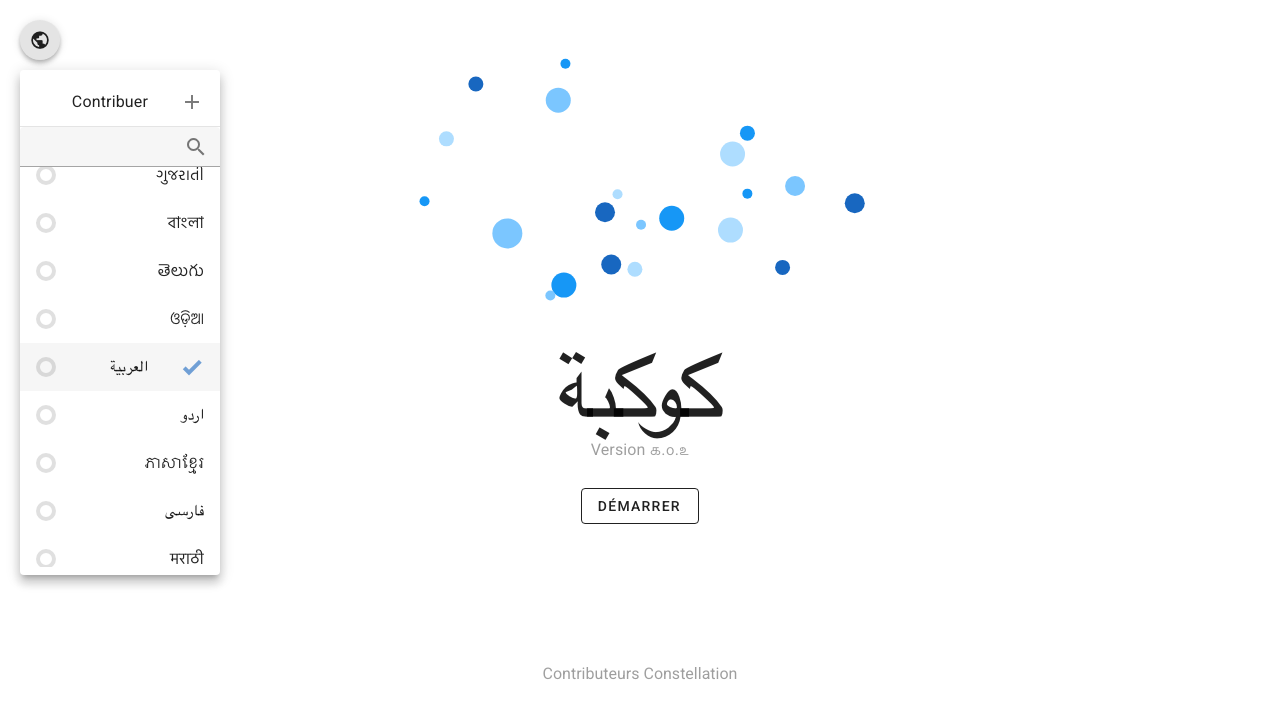 Contribuer
ગુજરાતી
বাংলা
తెలుగు
ଓଡ଼ିଆ
العربية
اردو
ភាសាខ្មែរ
فارسی
मराठी
كوكبة
Version ௧.௦.௨
DÉMARRER
Contributeurs Constellation